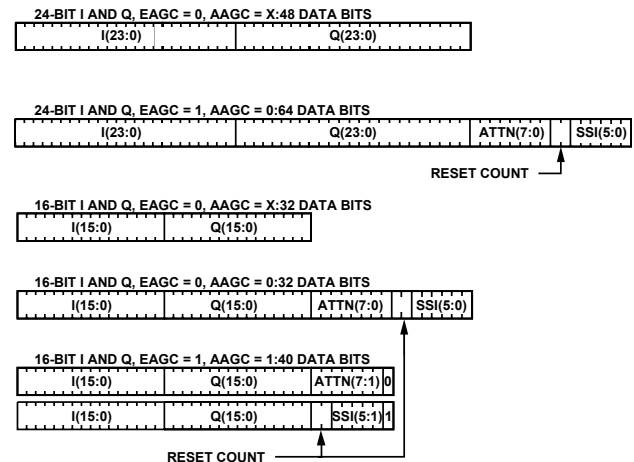 24-BIT I AND Q, EAGC = 0, AAGC = X:48 DATA BITS
I(23:0) Q(23:0)
24-BIT I AND Q, EAGC = 1, AAGC = 0:64 DATA BITS
I(23:0) Q(23:0) ATTN(7:0) SSI(5:0)
RESET COUNT
16-BIT I AND Q, EAGC = 0, AAGC = X:32 DATA BITS
I(15:0) Q(15:0)
16-BIT I AND Q, EAGC = 0, AAGC = 0:32 DATA BITS
I(15:0) Q(15:0) ATTN(7:0) SSI(5:0)
16-BIT I AND Q, EAGC = 1, AAGC = 1:40 DATA BITS
I(15:0) Q(15:0) ATTN(7:1) 0
I(15:0) Q(15:0) SSI(5:1) 1
RESET COUNT